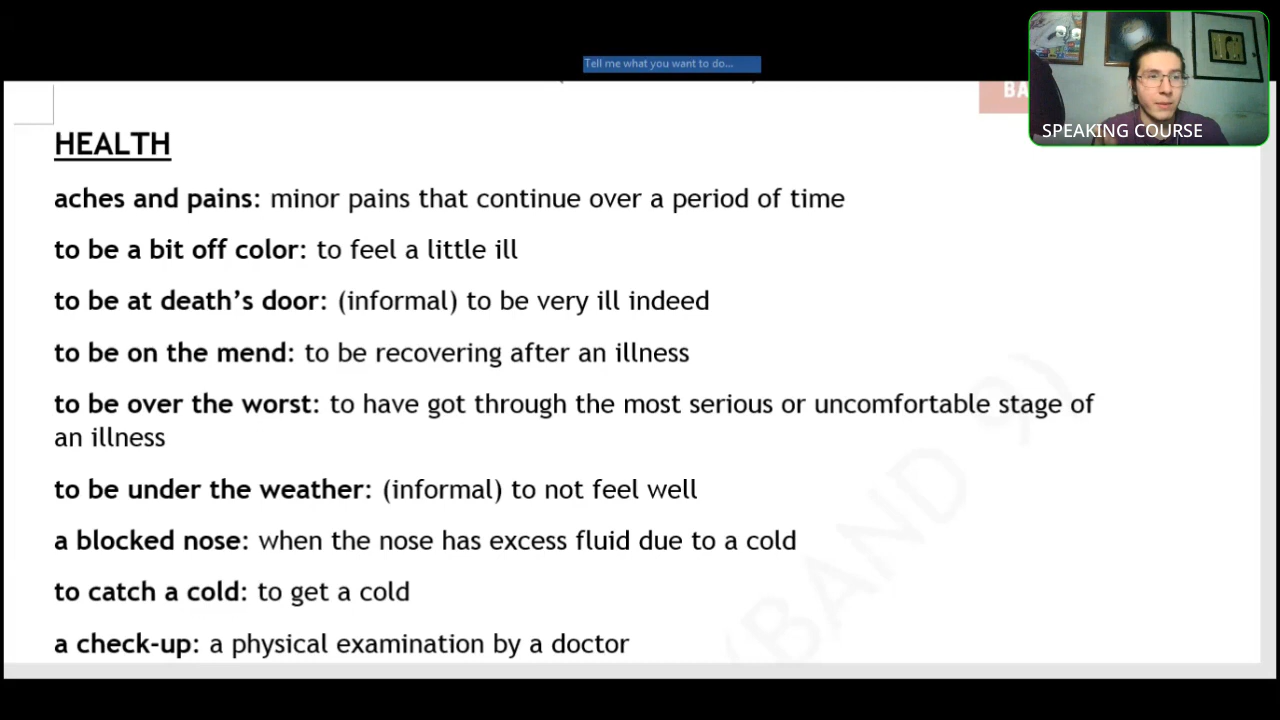 Tell me what you want to do...
BA
SPEAKING COURSE
HEALTH
aches and pains: minor pains that continue over a period of time
to be a bit off color: to feel a little ill
to be at death’s door: (informal) to be very ill indeed
to be on the mend: to be recovering after an illness
to be over the worst: to have got through the most serious or uncomfortable stage of
an illness
to be under the weather: (informal) to not feel well
a blocked nose: when the nose has excess fluid due to a cold
to catch a cold: to get a cold
a check-up: a physical examination by a doctor
(BAND 9)